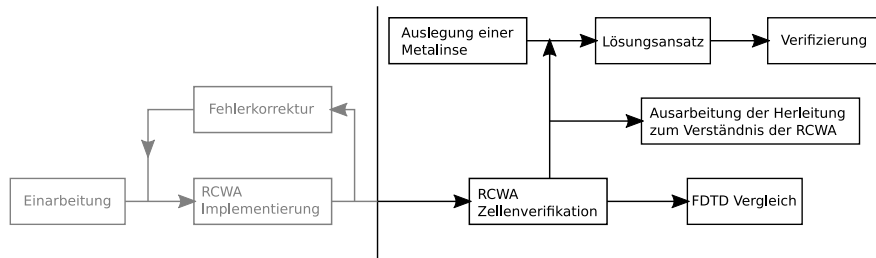 Auslegung einer
Metalinse
Lösungsansatz
Verifizierung
Fehlerkorrektur
Ausarbeitung der Herleitung
zum Verständnis der RCWA
Einarbeitung
RCWA
Implementierung
RCWA
Zellenverifikation
FDTD Vergleich